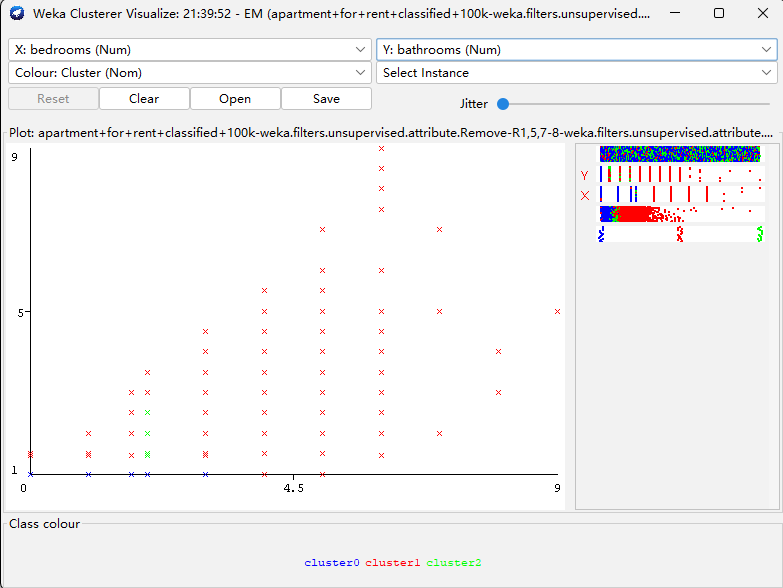 Weka Clusterer Visualize: 21:39:52 - EM (apartment+for+rent+classified+100k-weka.filters.unsupervised....
X: bedrooms (Num)
Y: bathrooms (Num)
Colour: Cluster (Nom)
Select Instance
Reset
Clear
Open
Save
Jitter
Plot: apartment+for+rent+classified+100k-weka.filters.unsupervised.attribute.Remove-R1,5,7-8-weka.filters.unsupervised.attribute....
9
5
1
0
4.5
9
Y
X
Class colour
cluster0 cluster1 cluster2